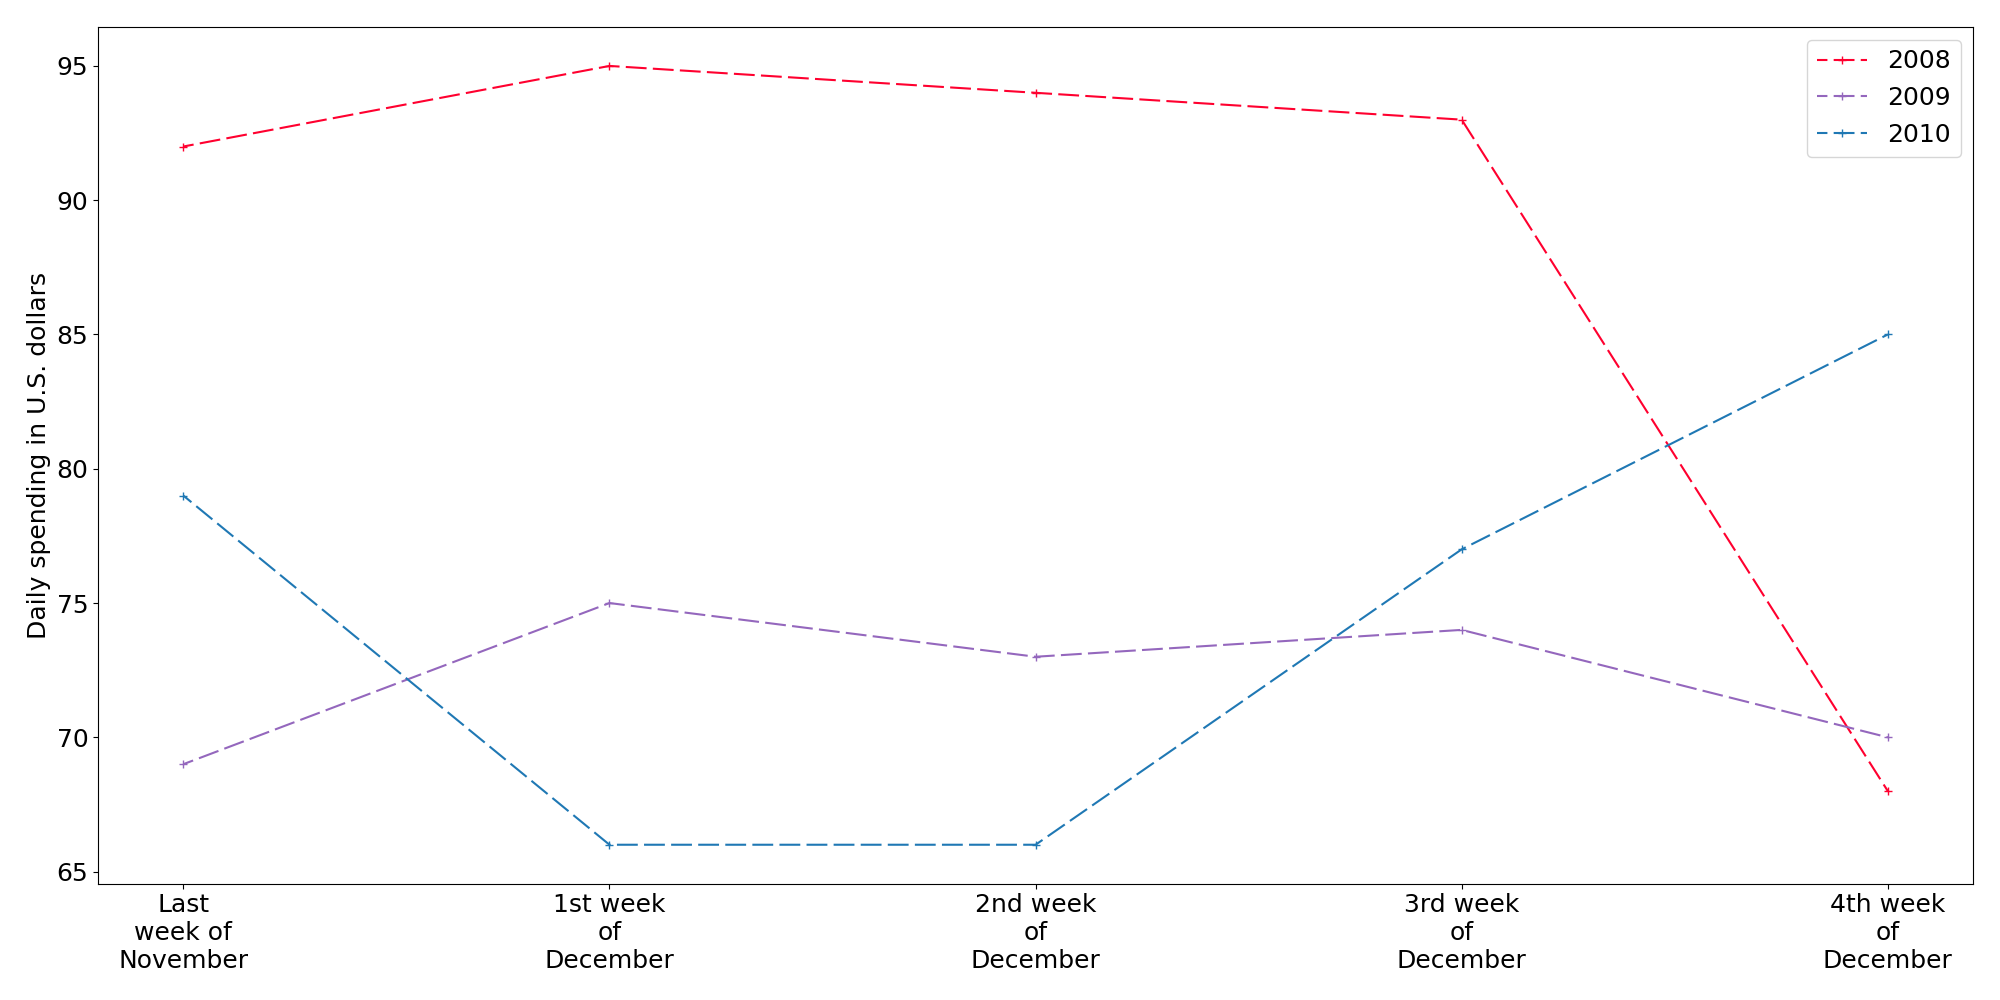 95
90
85
80
75
70
65
Daily spending in U.S. dollars
2008
2009
2010
Last
week of
November
1st week
of
December
2nd week
of
December
3rd week
of
December
4th week
of
December